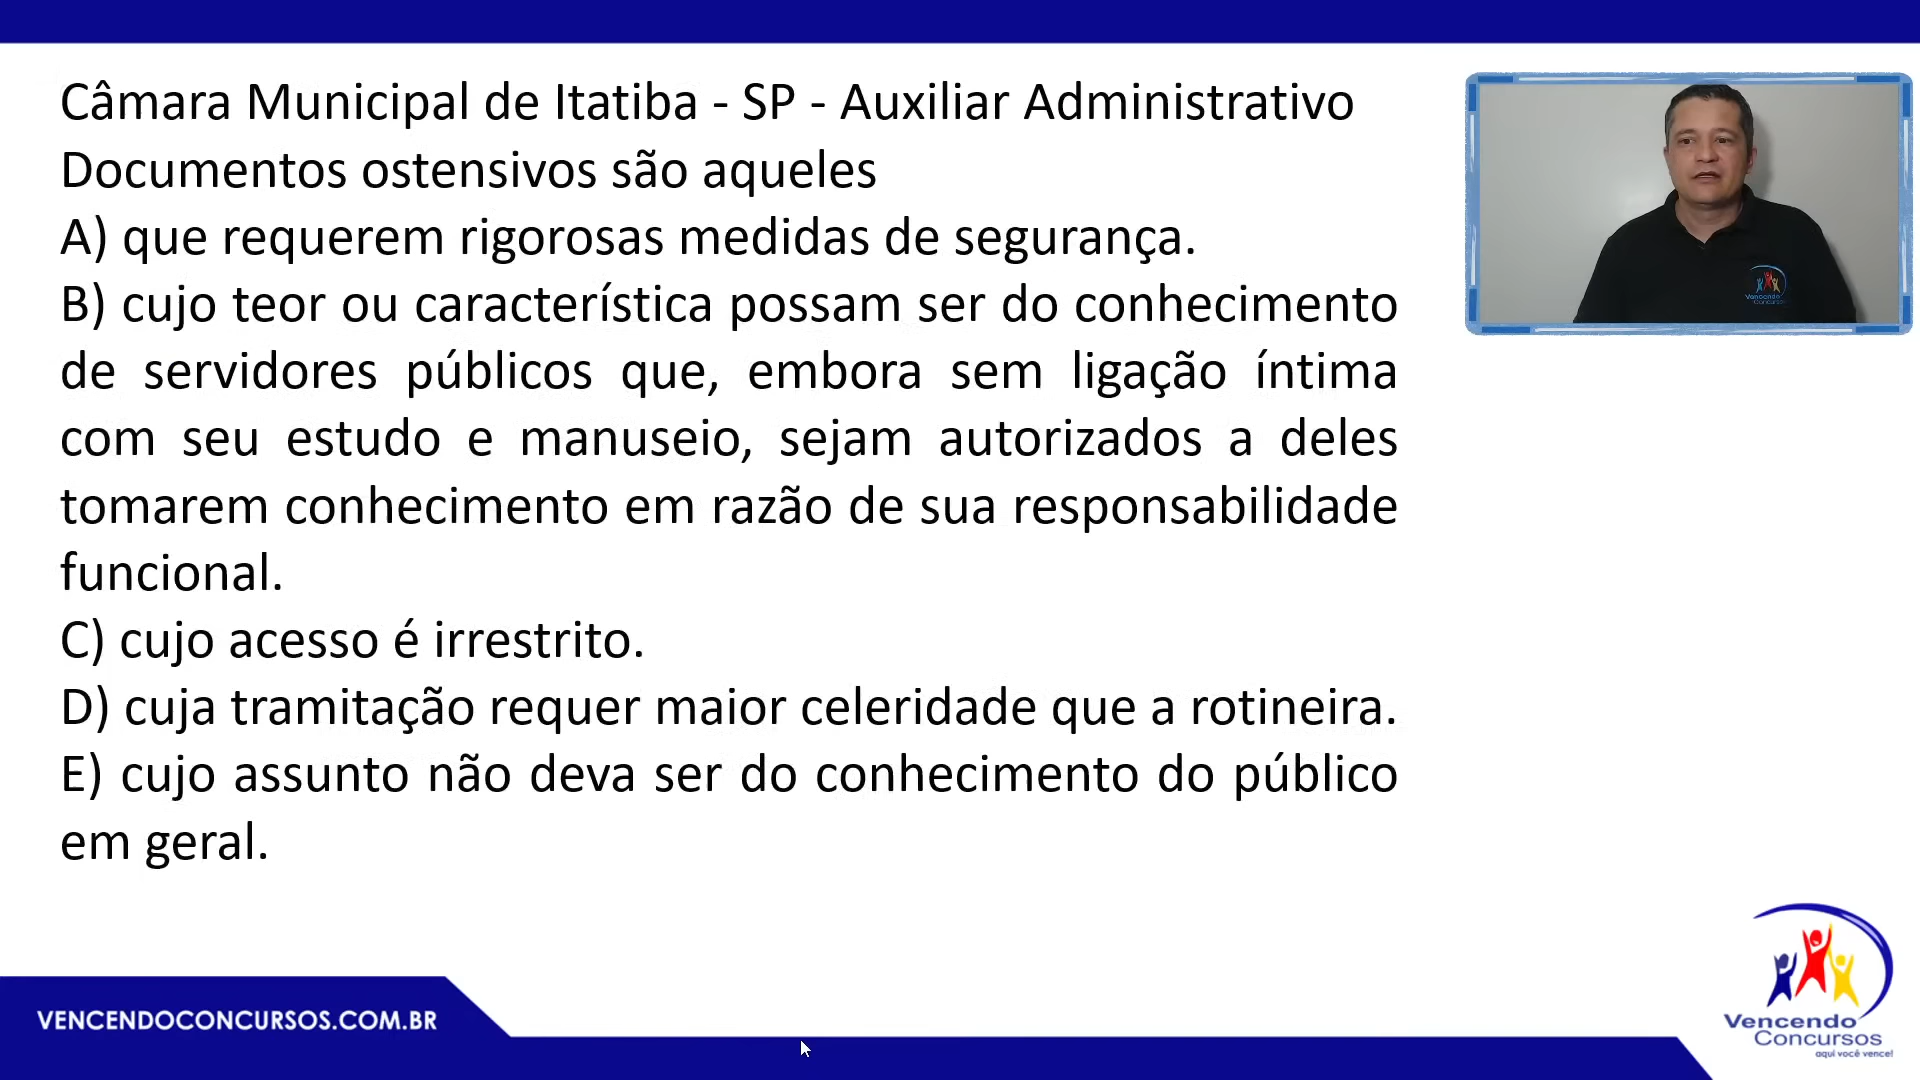 Câmara Municipal de Itatiba - SP - Auxiliar Administrativo
Documentos ostensivos são aqueles
A) que requerem rigorosas medidas de segurança.
B) cujo teor ou característica possam ser do conhecimento
de servidores públicos que, embora sem ligação íntima
com seu estudo e manuseio, sejam autorizados a deles
tomarem conhecimento em razão de sua responsabilidade
funcional.
C) cujo acesso é irrestrito.
D) cuja tramitação requer maior celeridade que a rotineira.
E) cujo assunto não deva ser do conhecimento do público
em geral.
Vencendo
Concursos
VENCENDOCONCURSOS.COM.BR
Vencendo
Concursos
aqui você vence!